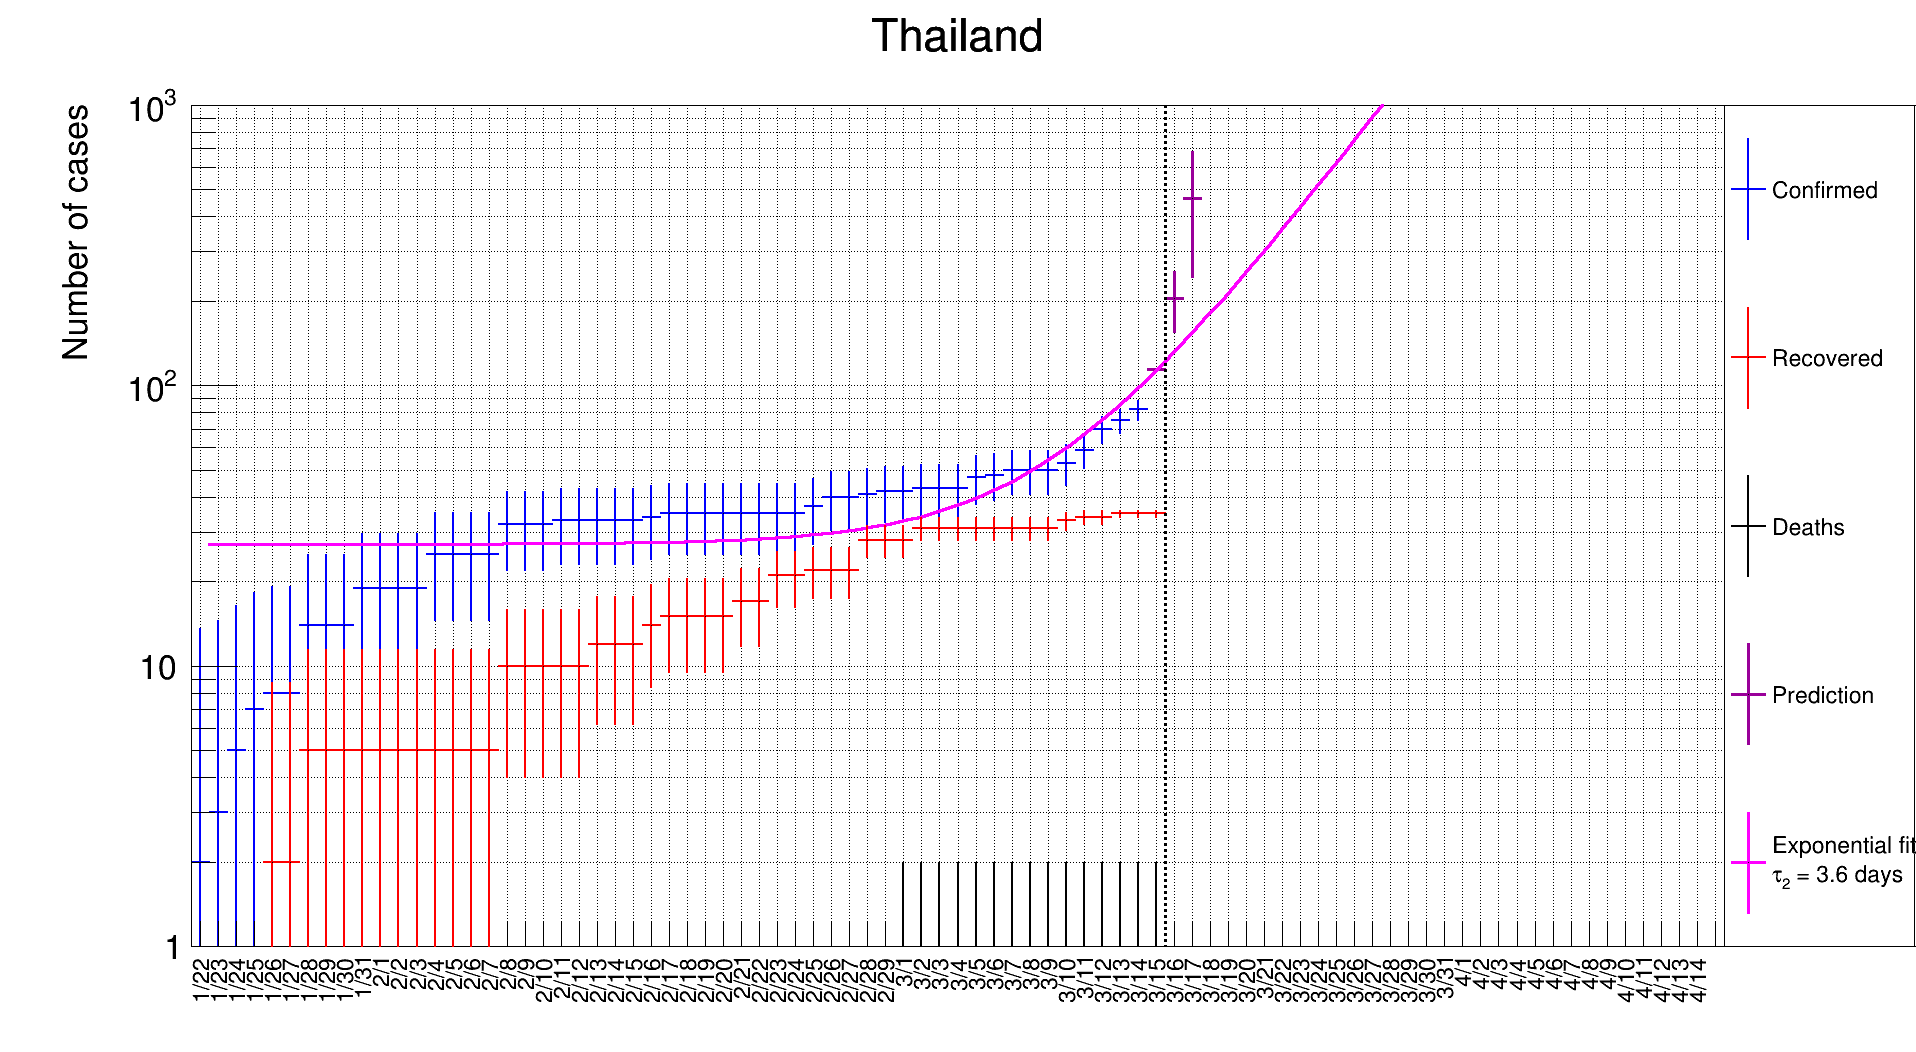 Thailand
Number of cases
10³
10²
10
1
1/22 1/23 1/24 1/25 1/26 1/27 1/28 1/29 1/30 1/31 2/1 2/2 2/3 2/4 2/5 2/6 2/7 2/8 2/9 2/10 2/11 2/12 2/13 2/14 2/15 2/16 2/17 2/18 2/19 2/20 2/21 2/22 2/23 2/24 2/25 2/26 2/27 2/28 2/29 3/1 3/2 3/3 3/4 3/5 3/6 3/7 3/8 3/9 3/10 3/11 3/12 3/13 3/14 3/15 3/16 3/17 3/18 3/19 3/20 3/21 3/22 3/23 3/24 3/25 3/26 3/27 3/28 3/29 3/30 3/31 4/1 4/2 4/3 4/4 4/5 4/6 4/7 4/8 4/9 4/10 4/11 4/12 4/13 4/14
Confirmed
Recovered
Deaths
Prediction
Exponential fit
τ₂ = 3.6 days